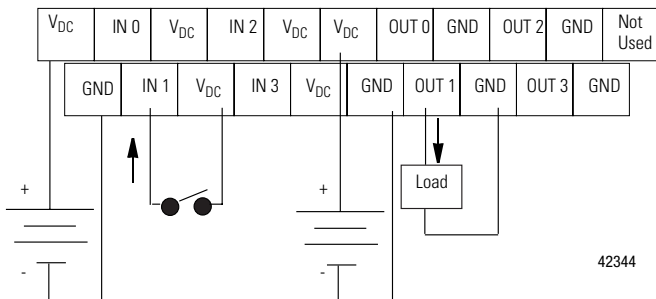 VDC IN 0 VDC IN 2 VDC VDC OUT 0 GND OUT 2 GND Not Used
GND IN 1 VDC IN 3 VDC GND OUT 1 GND OUT 3 GND
Load
+ +
- -
42344